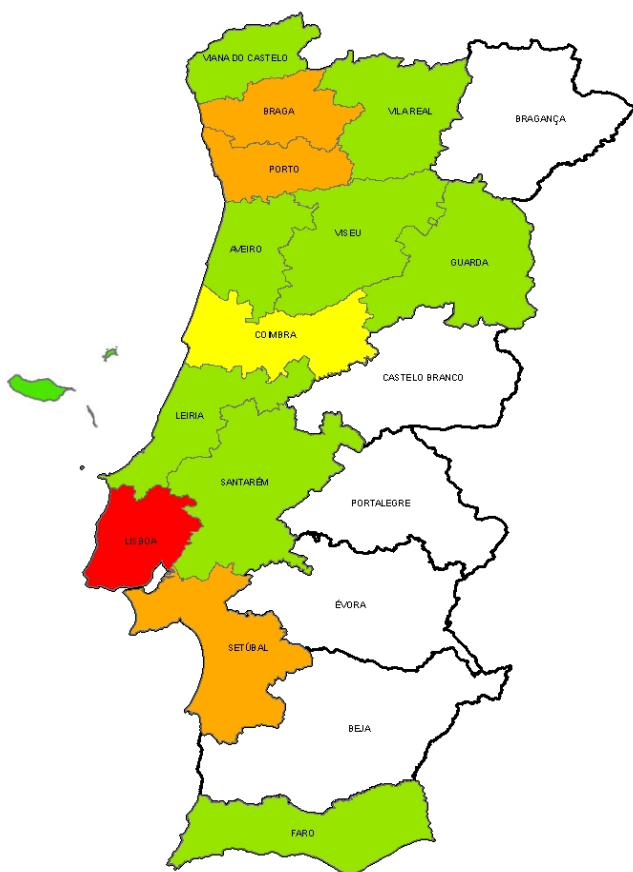 VIANA DO CASTELO
BRAGA
VILA REAL
BRAGANÇA
PORTO
AVEIRO
VISEU
GUARDA
COIMBRA
CASTELO BRANCO
LEIRIA
SANTARÉM
PORTALEGRE
LISBOA
ÉVORA
SETÚBAL
BEJA
FARO